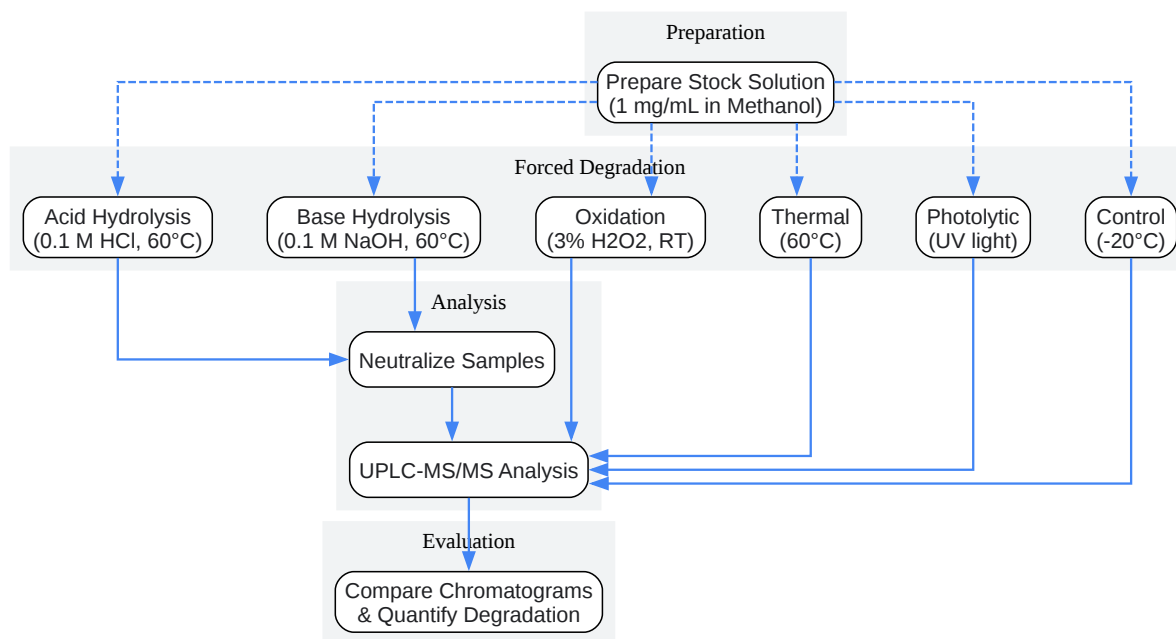 Preparation
Prepare Stock Solution
(1 mg/mL in Methanol)
Forced Degradation
Acid Hydrolysis
(0.1 M HCl, 60°C)
Base Hydrolysis
(0.1 M NaOH, 60°C)
Oxidation
(3% H2O2, RT)
Thermal
(60°C)
Photolytic
(UV light)
Control
(-20°C)
Analysis
Neutralize Samples
UPLC-MS/MS Analysis
Evaluation
Compare Chromatograms
& Quantify Degradation